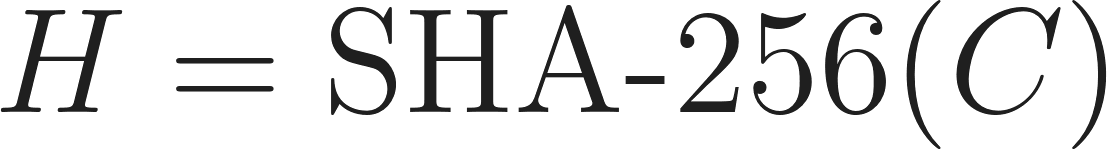 H = SHA-256(C)